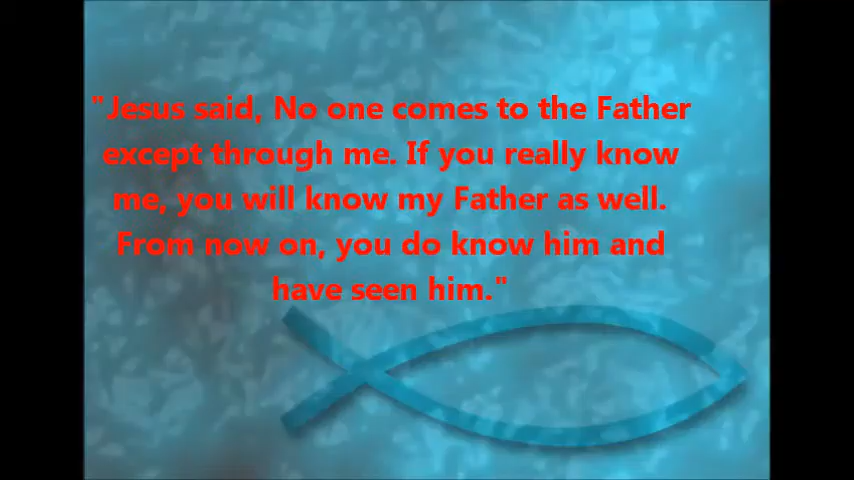 "Jesus said, No one comes to the Father
except through me. If you really know
me, you will know my Father as well.
From now on, you do know him and
have seen him."